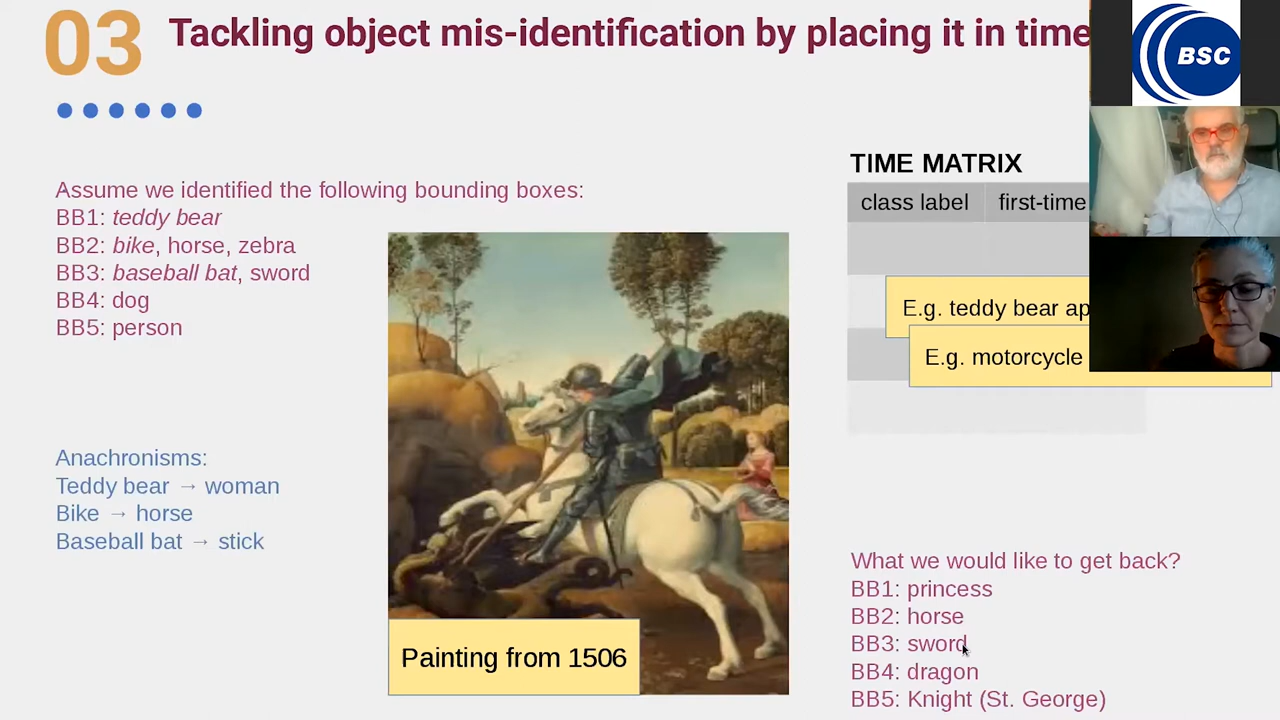 03
Tackling object mis-identification by placing it in time
BSC
Assume we identified the following bounding boxes:
BB1: teddy bear
BB2: bike, horse, zebra
BB3: baseball bat, sword
BB4: dog
BB5: person
Anachronisms:
Teddy bear → woman
Bike → horse
Baseball bat → stick
Painting from 1506
TIME MATRIX
class label first-time
E.g. teddy bear ap
E.g. motorcycle
What we would like to get back?
BB1: princess
BB2: horse
BB3: sword
BB4: dragon
BB5: Knight (St. George)